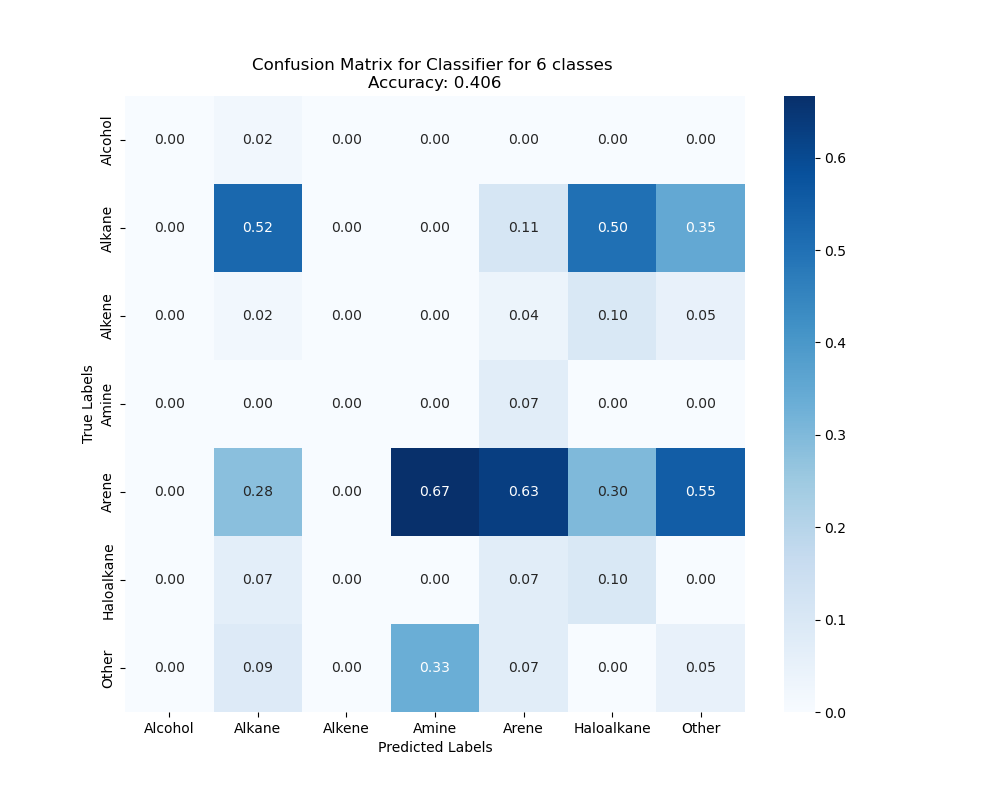 Confusion Matrix for Classifier for 6 classes
Accuracy: 0.406
True Labels
Alcohol 0.00 0.02 0.00 0.00 0.00 0.00 0.00
Alkane 0.00 0.52 0.00 0.00 0.11 0.50 0.35
Alkene 0.00 0.02 0.00 0.00 0.04 0.10 0.05
Amine 0.00 0.00 0.00 0.00 0.07 0.00 0.00
Arene 0.00 0.28 0.00 0.67 0.63 0.30 0.55
Haloalkane 0.00 0.07 0.00 0.00 0.07 0.10 0.00
Other 0.00 0.09 0.00 0.33 0.07 0.00 0.05
Alcohol Alkane Alkene Amine Arene Haloalkane Other
Predicted Labels
0.6
0.5
0.4
0.3
0.2
0.1
0.0